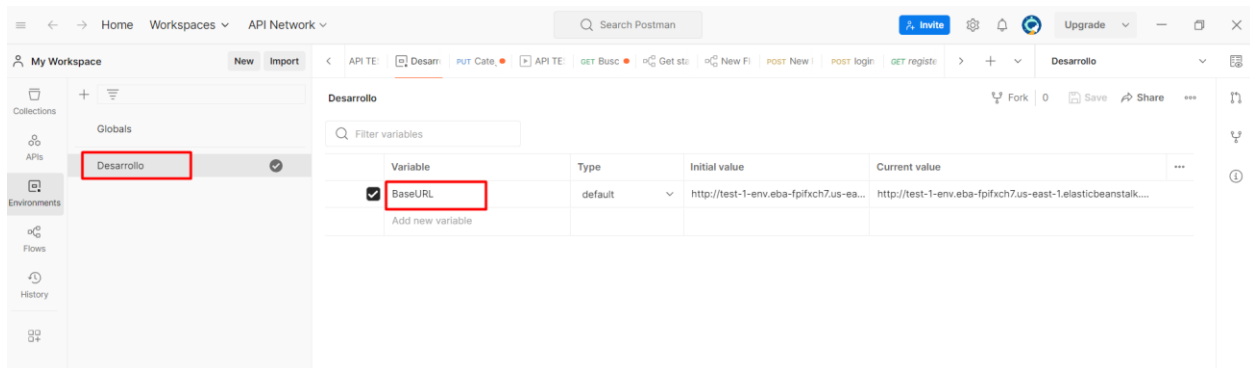 Home Workspaces API Network Search Postman Invite Upgrade
My Workspace New Import API TE: Desarr PUT Cate. API TE: GET Busc Get sta New Fi POST New POST login GET registe Desarrollo
Collections
APIs
Environments
Flows
History
Globals
Desarrollo
Desarrollo Fork 0 Save Share
Filter variables
Variable Type Initial value Current value
BaseURL default http://test-1-env.eba-fpifxch7.us-ea... http://test-1-env.eba-fpifxch7.us-east-1.elasticbeanstalk....
Add new variable